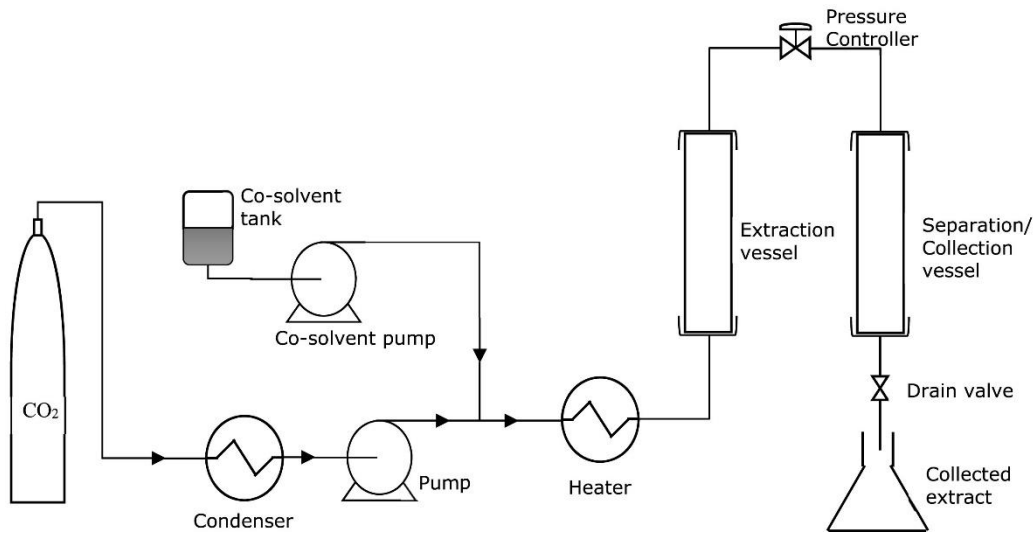 Pressure
Controller
Co-solvent
tank
Extraction
vessel
Separation/
Collection
vessel
Co-solvent pump
CO₂
Drain valve
Pump
Heater
Condenser
Collected
extract